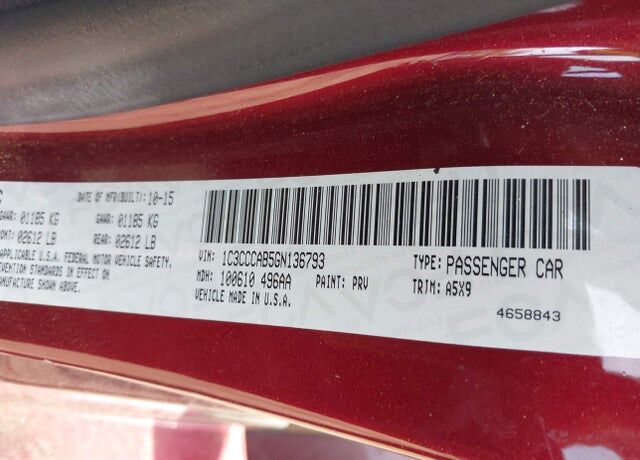 DATE OF MFR(BUILT): 10-15
GAWR: 01185 KG GAWR: 01185 KG
02612 LB REAR: 02612 LB
U.S.A. FEDERAL MOTOR VEHICLE SAFETY,
STANDARDS IN EFFECT
SHOWN ABOVE.
VIN: 1C3CCCAB5GN136793 TYPE: PASSENGER CAR
MDH: 100610 496AA PAINT: PRV TRIM: A5X9
VEHICLE MADE IN U.S.A.
4658843